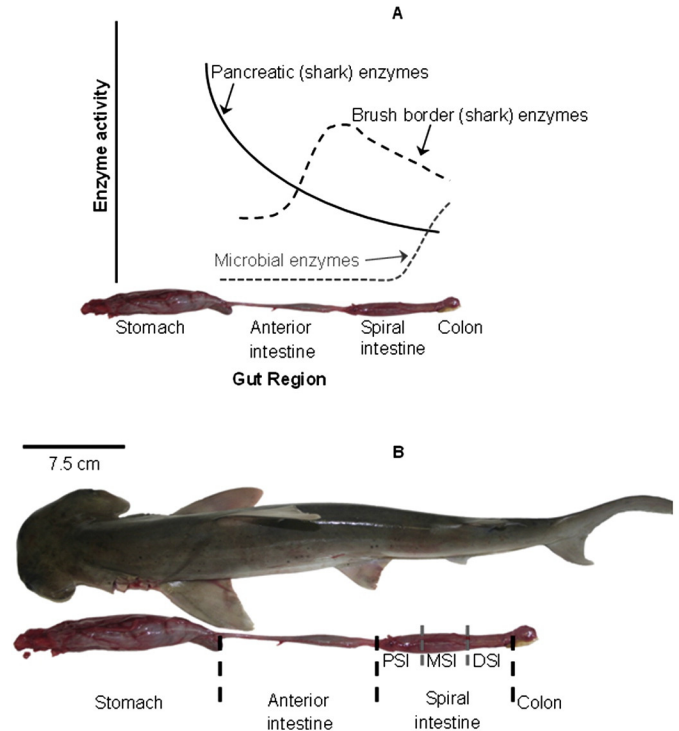 A
Pancreatic (shark) enzymes
Brush border (shark) enzymes
Enzyme activity
Microbial enzymes
Stomach
Anterior
intestine
Spiral
intestine
Colon
Gut Region
B
7.5 cm
PSI
MSI
DSI
Stomach
Anterior
intestine
Spiral
intestine
Colon